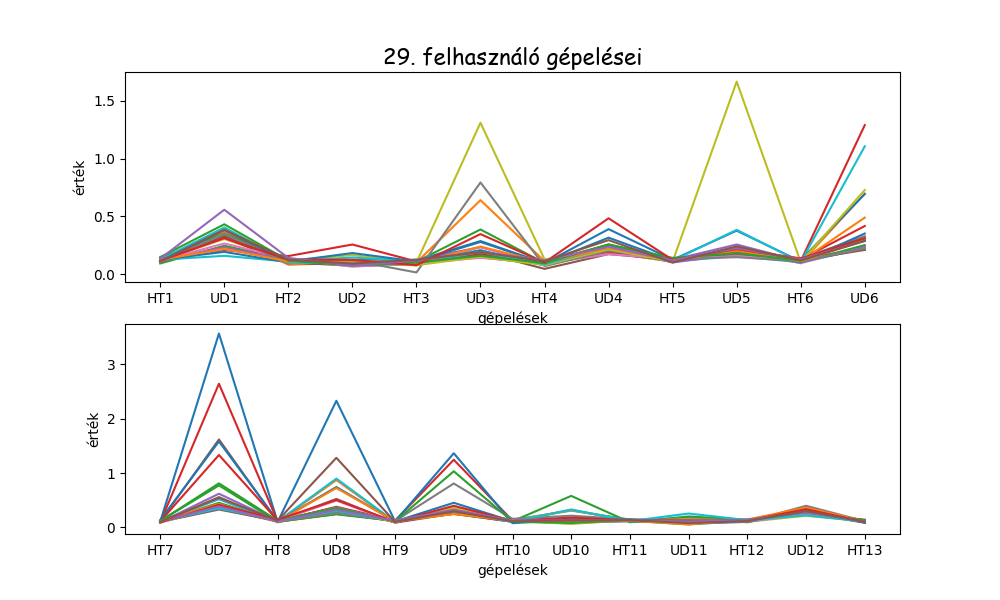 29. felhasználó gépelései
érték
1.5
1.0
0.5
0.0
HT1 UD1 HT2 UD2 HT3 UD3 HT4 UD4 HT5 UD5 HT6 UD6
gépelések
érték
3
2
1
0
HT7 UD7 HT8 UD8 HT9 UD9 HT10 UD10 HT11 UD11 HT12 UD12 HT13
gépelések